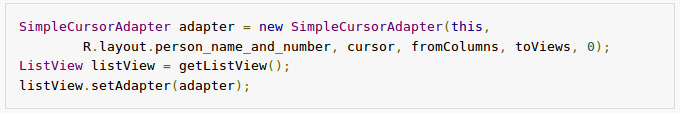 SimpleCursorAdapter adapter = new SimpleCursorAdapter(this,
        R.layout.person_name_and_number, cursor, fromColumns, toViews, 0);
ListView listView = getListView();
listView.setAdapter(adapter);